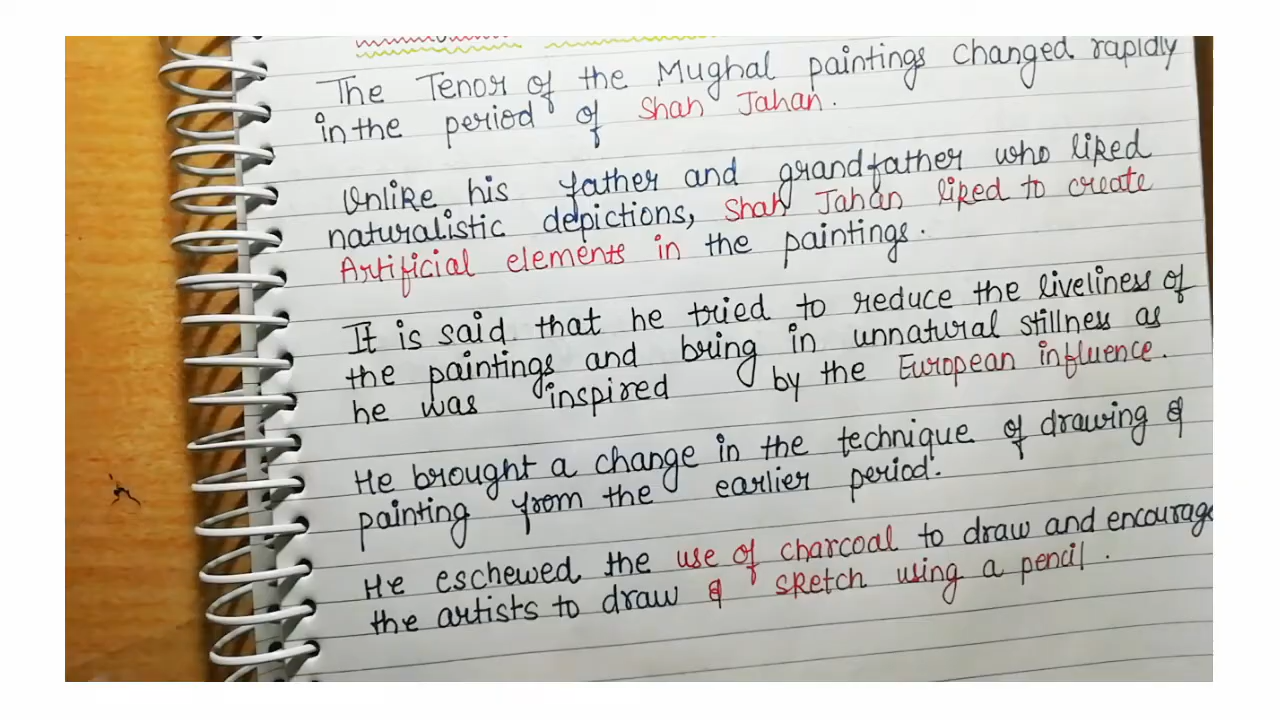 The Tenor of the Mughal paintings changed rapidly
in the period of Shah Jahan.
Unlike his father and grandfather who liked
naturalistic depictions, Shah Jahan liked to create
Artificial elements in the paintings.
It is said that he tried to reduce the liveliness of
the paintings and bring in unnatural stillness as
he was inspired by the European influence.
He brought a change in the technique of drawing &
painting from the earlier period.
He eschewed the use of charcoal to draw and encourage
the artists to draw & sketch using a pencil.